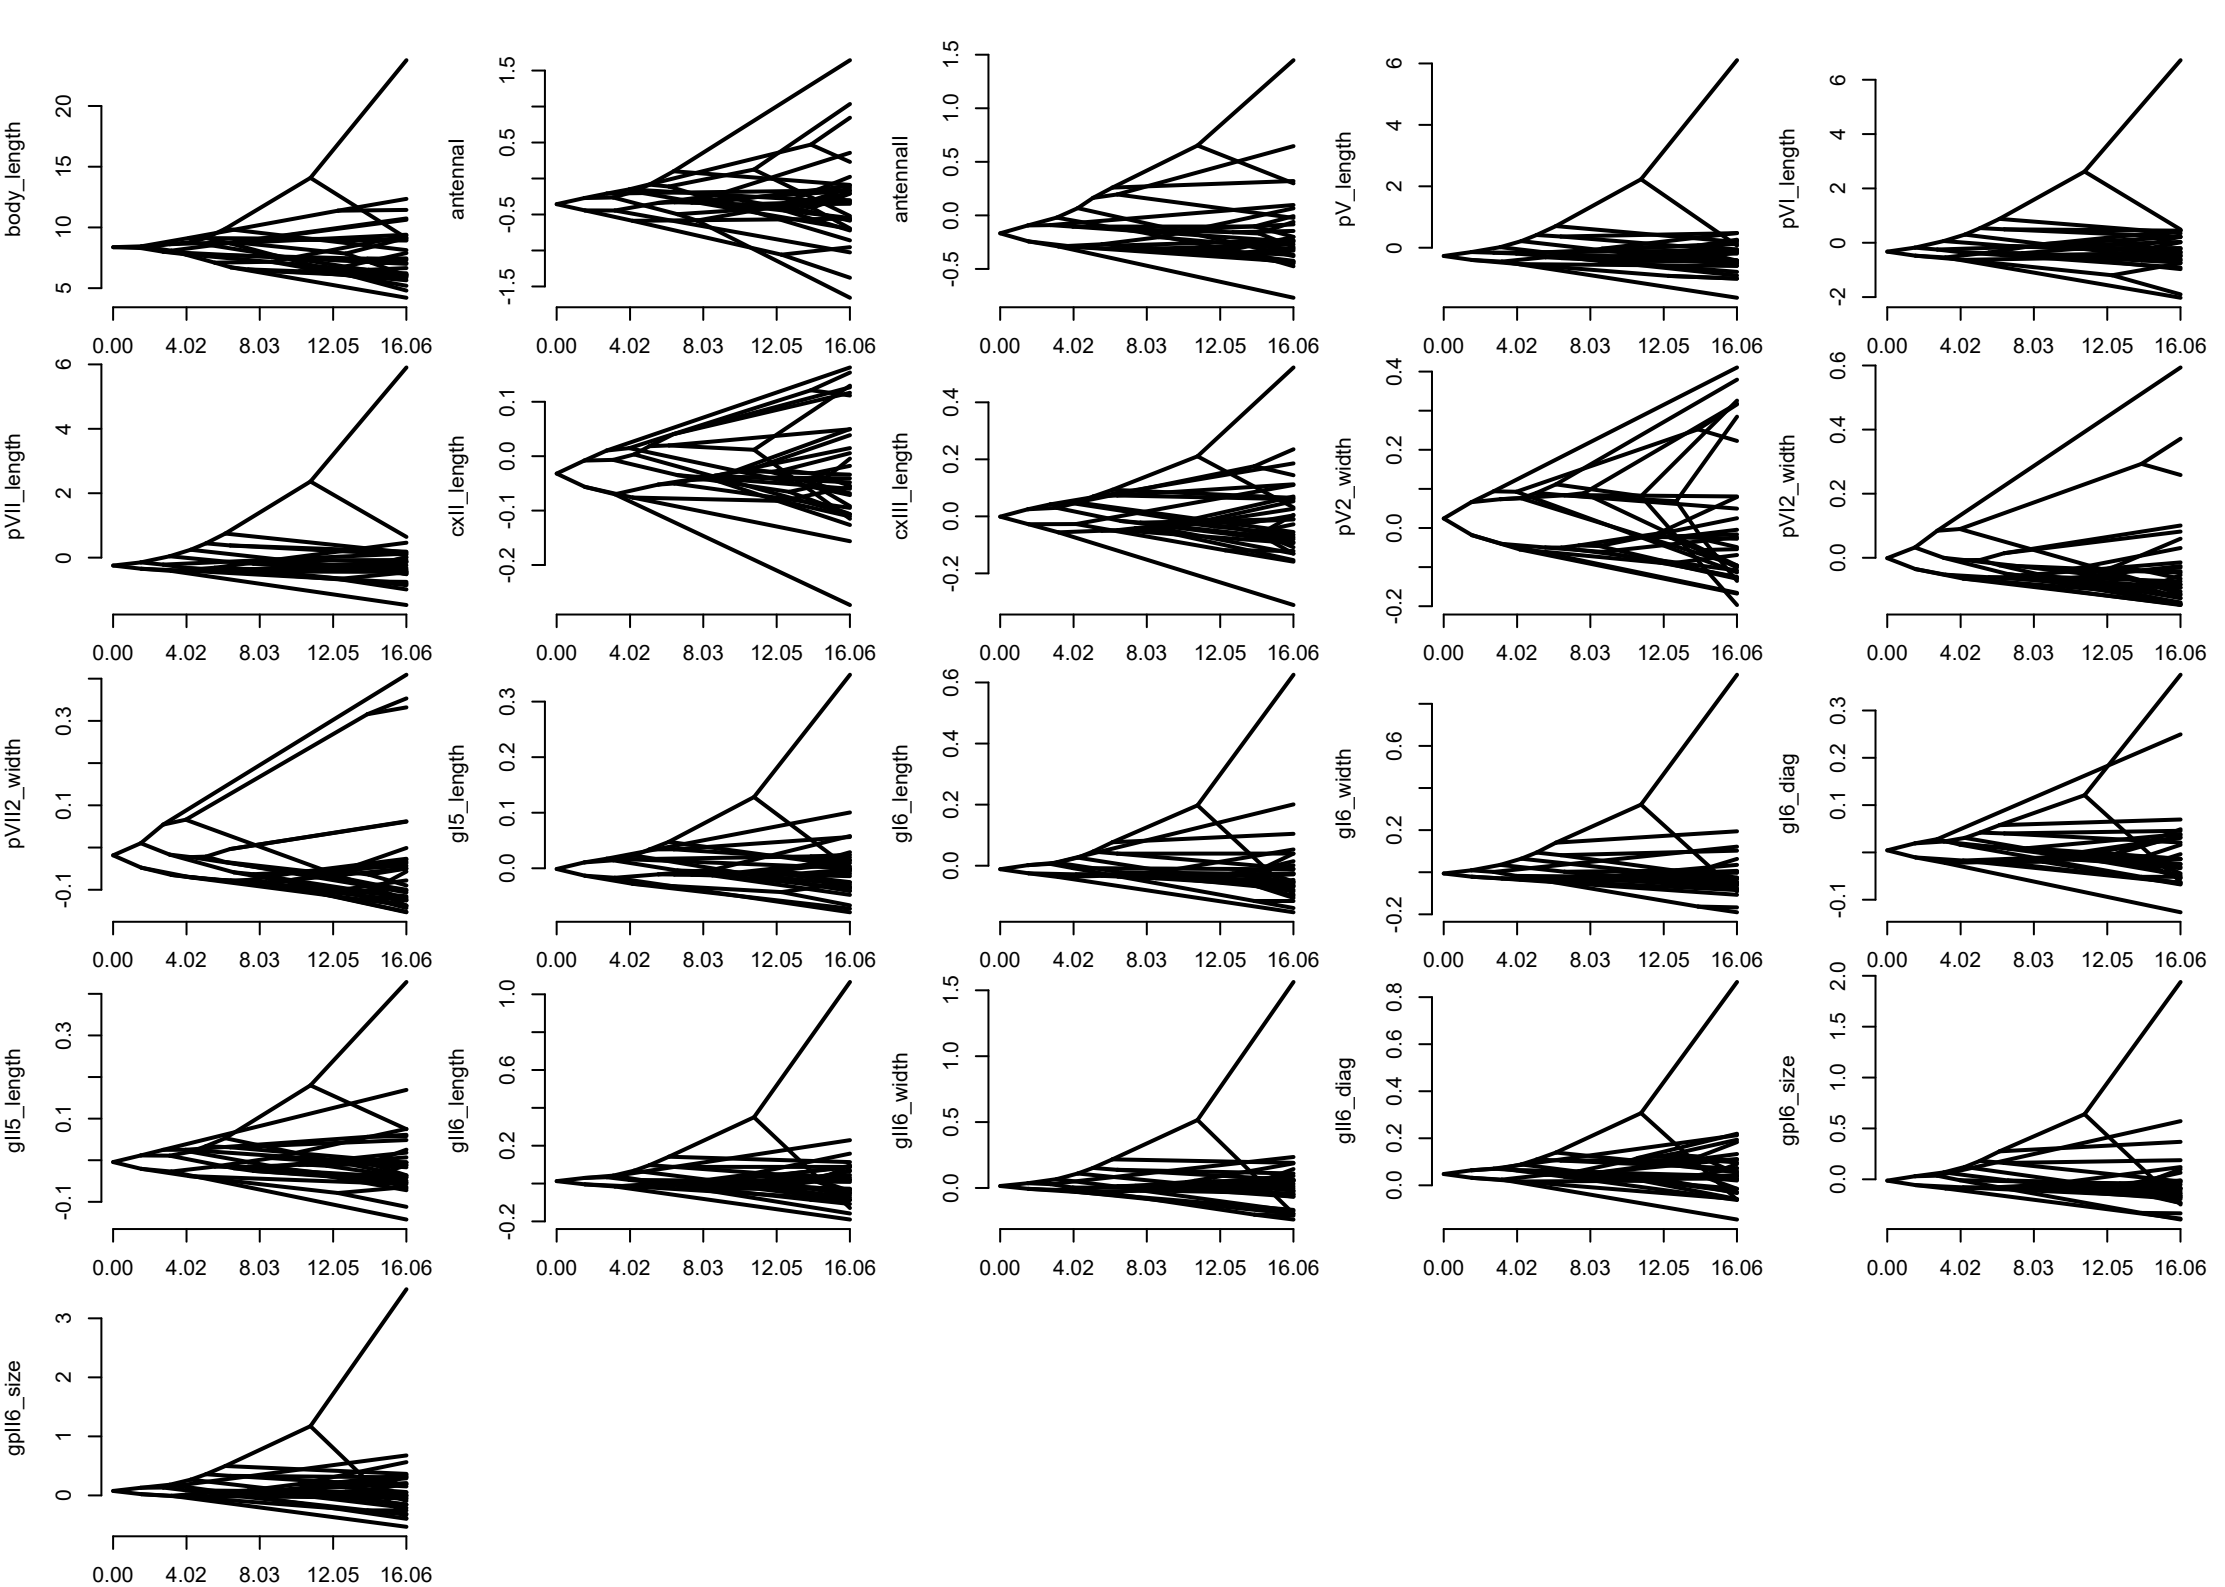 body_length
5 10 15 20
0.00 4.02 8.03 12.05 16.06
antennaI
-1.5 -0.5 0.5 1.5
0.00 4.02 8.03 12.05 16.06
antennaII
-0.5 0.0 0.5 1.0 1.5
0.00 4.02 8.03 12.05 16.06
pV_length
0 2 4 6
0.00 4.02 8.03 12.05 16.06
pVI_length
-2 0 2 4 6
0.00 4.02 8.03 12.05 16.06
pVII_length
0 2 4 6
0.00 4.02 8.03 12.05 16.06
cxII_length
-0.2 -0.1 0.0 0.1
0.00 4.02 8.03 12.05 16.06
cxIII_length
-0.2 0.0 0.2 0.4
0.00 4.02 8.03 12.05 16.06
pV2_width
-0.2 0.0 0.2 0.4
0.00 4.02 8.03 12.05 16.06
pVI2_width
0.0 0.2 0.4 0.6
0.00 4.02 8.03 12.05 16.06
pVII2_width
-0.1 0.1 0.3
0.00 4.02 8.03 12.05 16.06
gI5_length
0.0 0.1 0.2 0.3
0.00 4.02 8.03 12.05 16.06
gI6_length
0.0 0.2 0.4 0.6
0.00 4.02 8.03 12.05 16.06
gI6_width
-0.2 0.2 0.6
0.00 4.02 8.03 12.05 16.06
gI6_diag
-0.1 0.1 0.2 0.3
0.00 4.02 8.03 12.05 16.06
gII5_length
-0.1 0.1 0.3
0.00 4.02 8.03 12.05 16.06
gII6_length
-0.2 0.2 0.6 1.0
0.00 4.02 8.03 12.05 16.06
gII6_width
0.0 0.5 1.0 1.5
0.00 4.02 8.03 12.05 16.06
gII6_diag
0.0 0.2 0.4 0.6 0.8
0.00 4.02 8.03 12.05 16.06
gpI6_size
0.0 0.5 1.0 1.5 2.0
0.00 4.02 8.03 12.05 16.06
gpII6_size
0 1 2 3
0.00 4.02 8.03 12.05 16.06